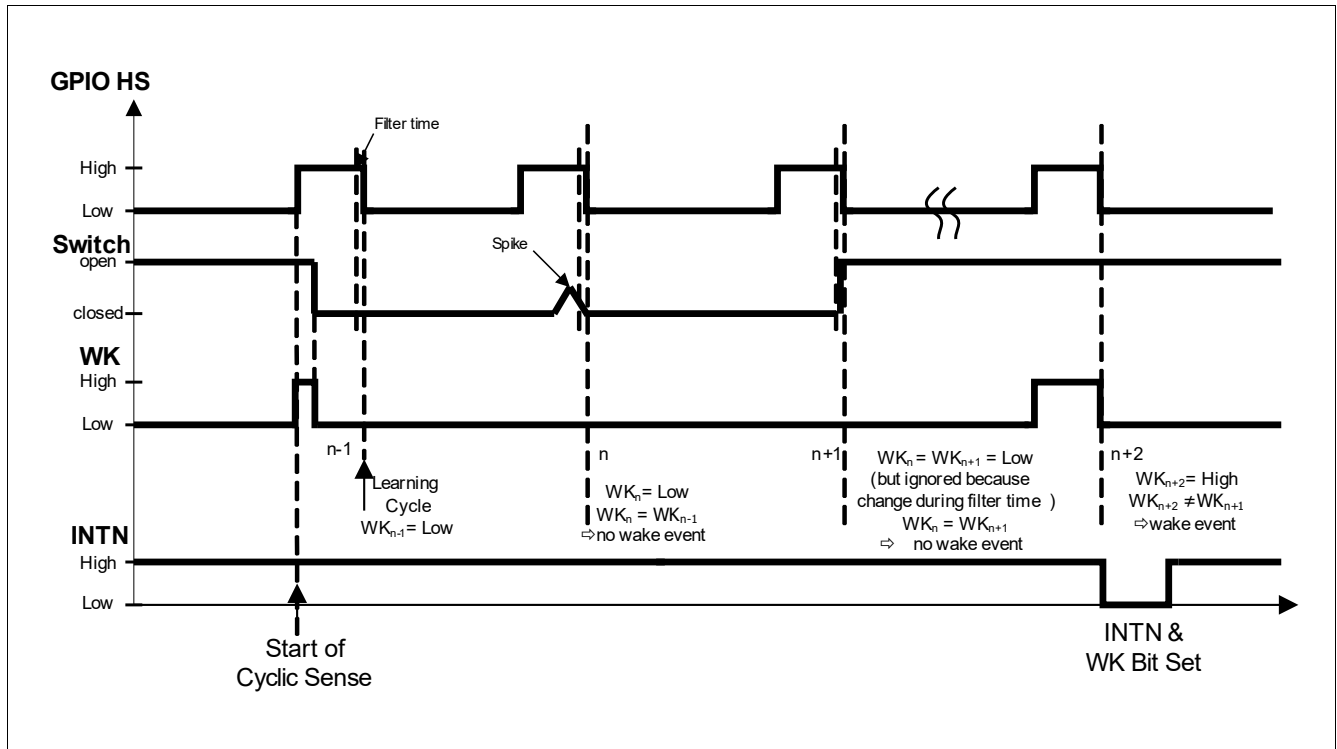 GPIO HS
Filter time
High
Low
Switch
open
Spike
closed
WK
High
Low
n-1
n
n+1
n+2
Learning
Cycle
WKₙ₋₁= Low
WKₙ = Low
WKₙ = WKₙ₋₁
⇨no wake event
WKₙ = WKₙ₊₁ = Low
(but ignored because
change during filter time )
WKₙ = WKₙ₊₁
⇨ no wake event
WKₙ₊₂= High
WKₙ₊₂ ≠WKₙ₊₁
⇨wake event
INTN
High
Low
Start of
Cyclic Sense
INTN &
WK Bit Set